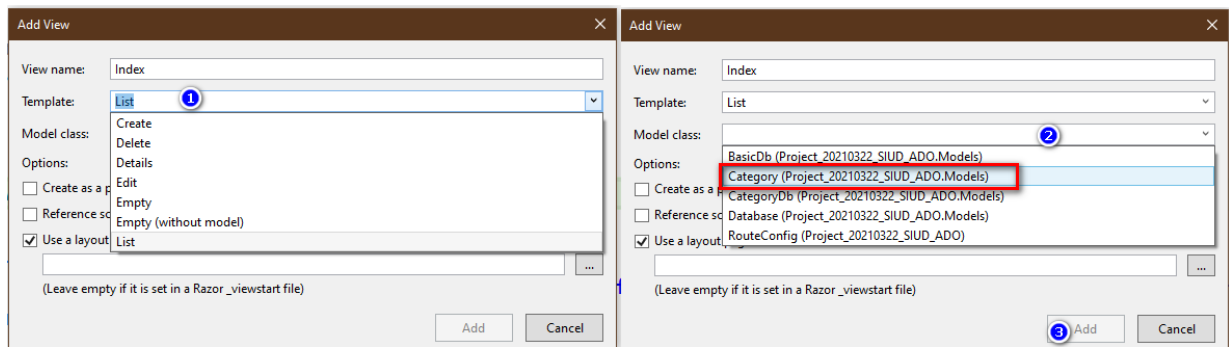 Add View
View name: Index
Template: List 1
Create
Model class:
Delete
Options:
Details
Create as a p
Edit
Empty
Reference sc
Empty (without model)
Use a layout
List
...
(Leave empty if it is set in a Razor _viewstart file)
Add Cancel
Add View
View name: Index
Template: List
Model class: 2
BasicDb (Project_20210322_SIUD_ADO.Models)
Options:
Category (Project_20210322_SIUD_ADO.Models)
Create as a
CategoryDb (Project_20210322_SIUD_ADO.Models)
Reference sc
Database (Project_20210322_SIUD_ADO.Models)
Use a layout
RouteConfig (Project_20210322_SIUD_ADO)
...
(Leave empty if it is set in a Razor _viewstart file)
3 Add Cancel